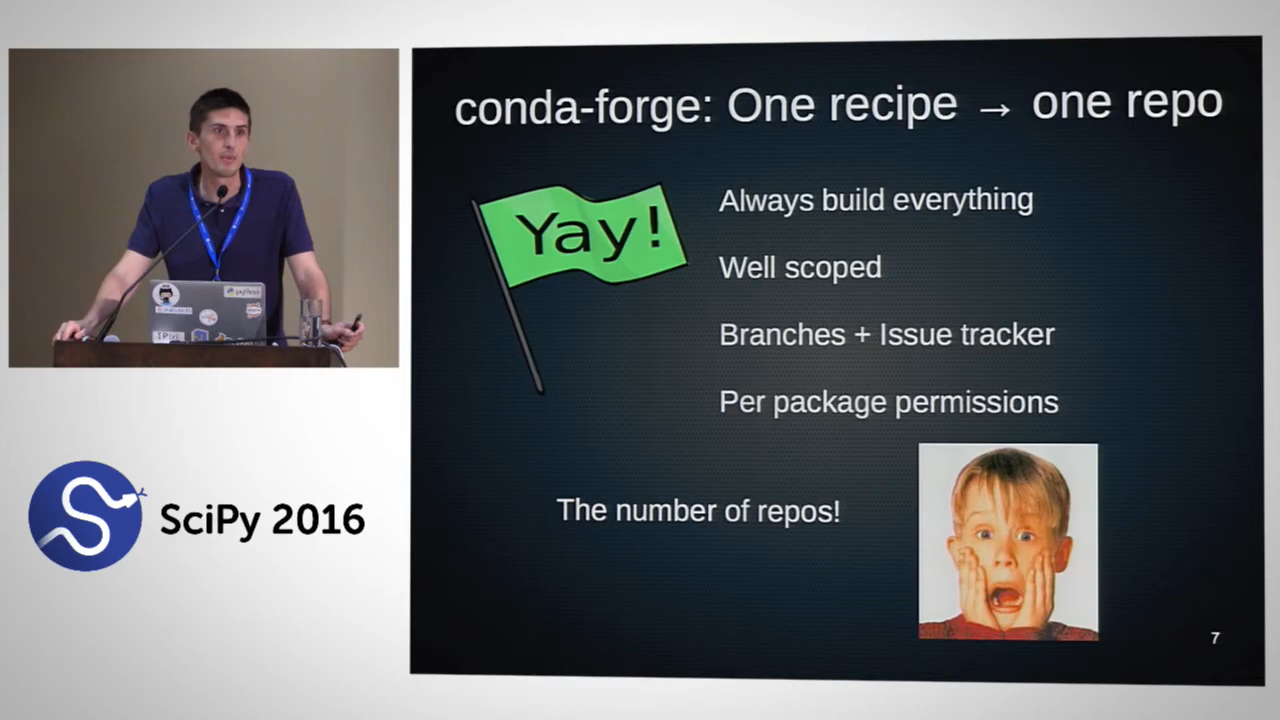 conda-forge: One recipe → one repo
Yay!
Always build everything
Well scoped
Branches + Issue tracker
Per package permissions
The number of repos!
7
python
SciPy 2016